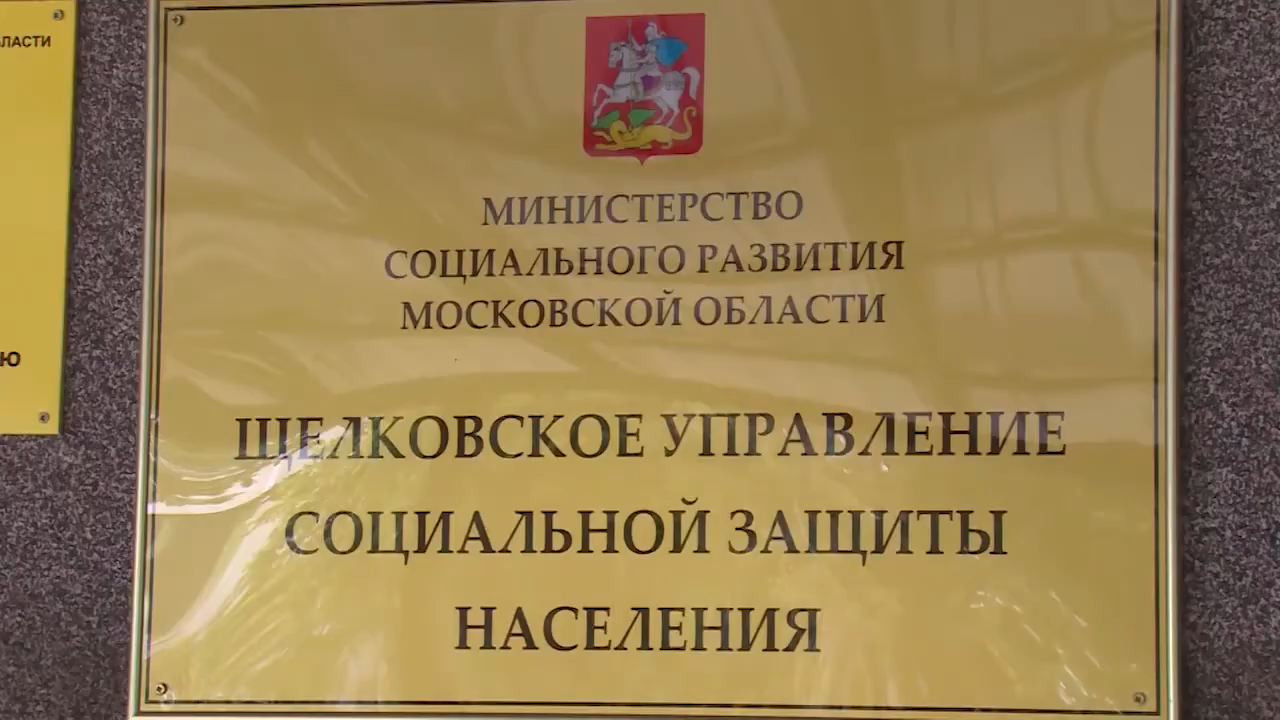 МИНИСТЕРСТВО
СОЦИАЛЬНОГО РАЗВИТИЯ
МОСКОВСКОЙ ОБЛАСТИ
ЩЕЛКОВСКОЕ УПРАВЛЕНИЕ
СОЦИАЛЬНОЙ ЗАЩИТЫ
НАСЕЛЕНИЯ